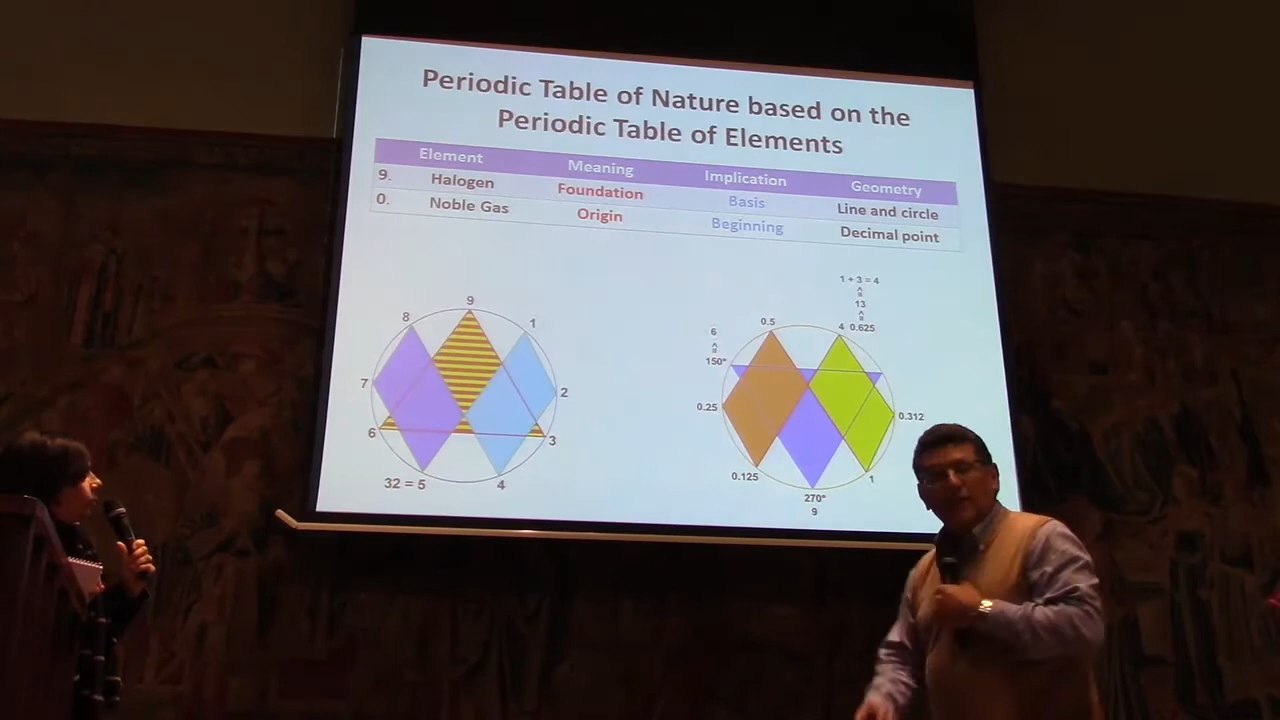 Periodic Table of Nature based on the
Periodic Table of Elements
Element Meaning Implication Geometry
9. Halogen Foundation Basis Line and circle
0. Noble Gas Origin Beginning Decimal point
9
8
1
7
2
6
3
32 = 5
4
1 + 3 = 4
13
0.5
4 0.625
6
150°
0.25
0.312
0.125
1
270°
9